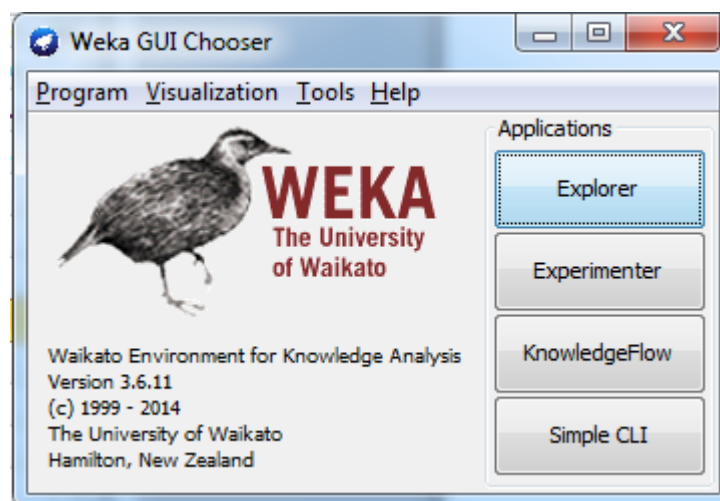 Weka GUI Chooser
Program Visualization Tools Help
WEKA
The University
of Waikato
Waikato Environment for Knowledge Analysis
Version 3.6.11
(c) 1999 - 2014
The University of Waikato
Hamilton, New Zealand
Applications
Explorer
Experimenter
KnowledgeFlow
Simple CLI